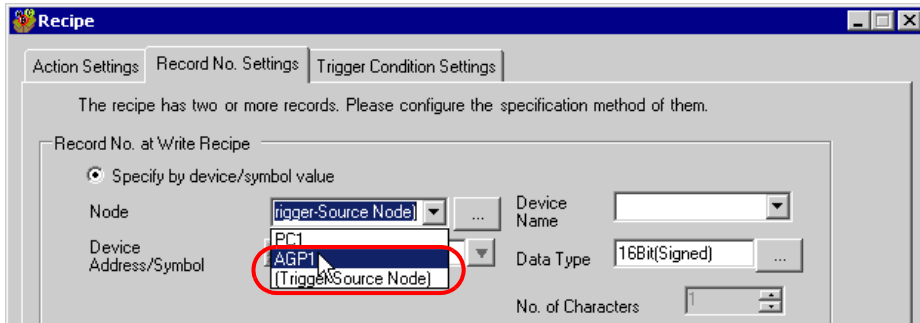 Recipe
Action Settings Record No. Settings Trigger Condition Settings
The recipe has two or more records. Please configure the specification method of them.
Record No. at Write Recipe
Specify by device/symbol value
Node rigger-Source Node) ... Device Name
PC1
Device Address/Symbol AGP1 Data Type 16Bit(Signed) ...
(Trigger-Source Node)
No. of Characters 1